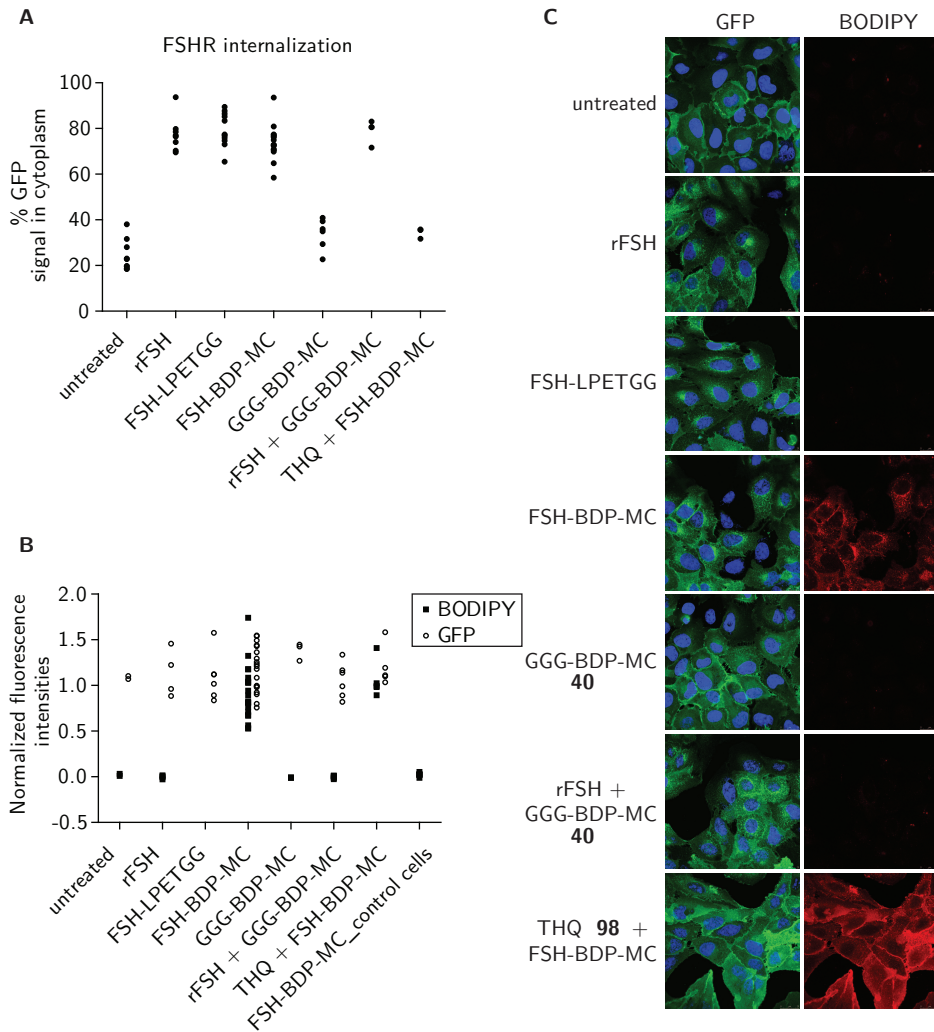 A
FSHR internalization
% GFP
signal in cytoplasm
100
80
60
40
20
0
untreated
rFSH
FSH-LPETGG
FSH-BDP-MC
GGG-BDP-MC
rFSH + GGG-BDP-MC
THQ + FSH-BDP-MC
B
Normalized fluorescence
intensities
2.0
1.5
1.0
0.5
0.0
-0.5
BODIPY
GFP
untreated
rFSH
FSH-LPETGG
FSH-BDP-MC
GGG-BDP-MC
rFSH + GGG-BDP-MC
THQ + FSH-BDP-MC
FSH-BDP-MC_control cells
C
GFP BODIPY
untreated
rFSH
FSH-LPETGG
FSH-BDP-MC
GGG-BDP-MC
40
rFSH +
GGG-BDP-MC
40
THQ 98 +
FSH-BDP-MC